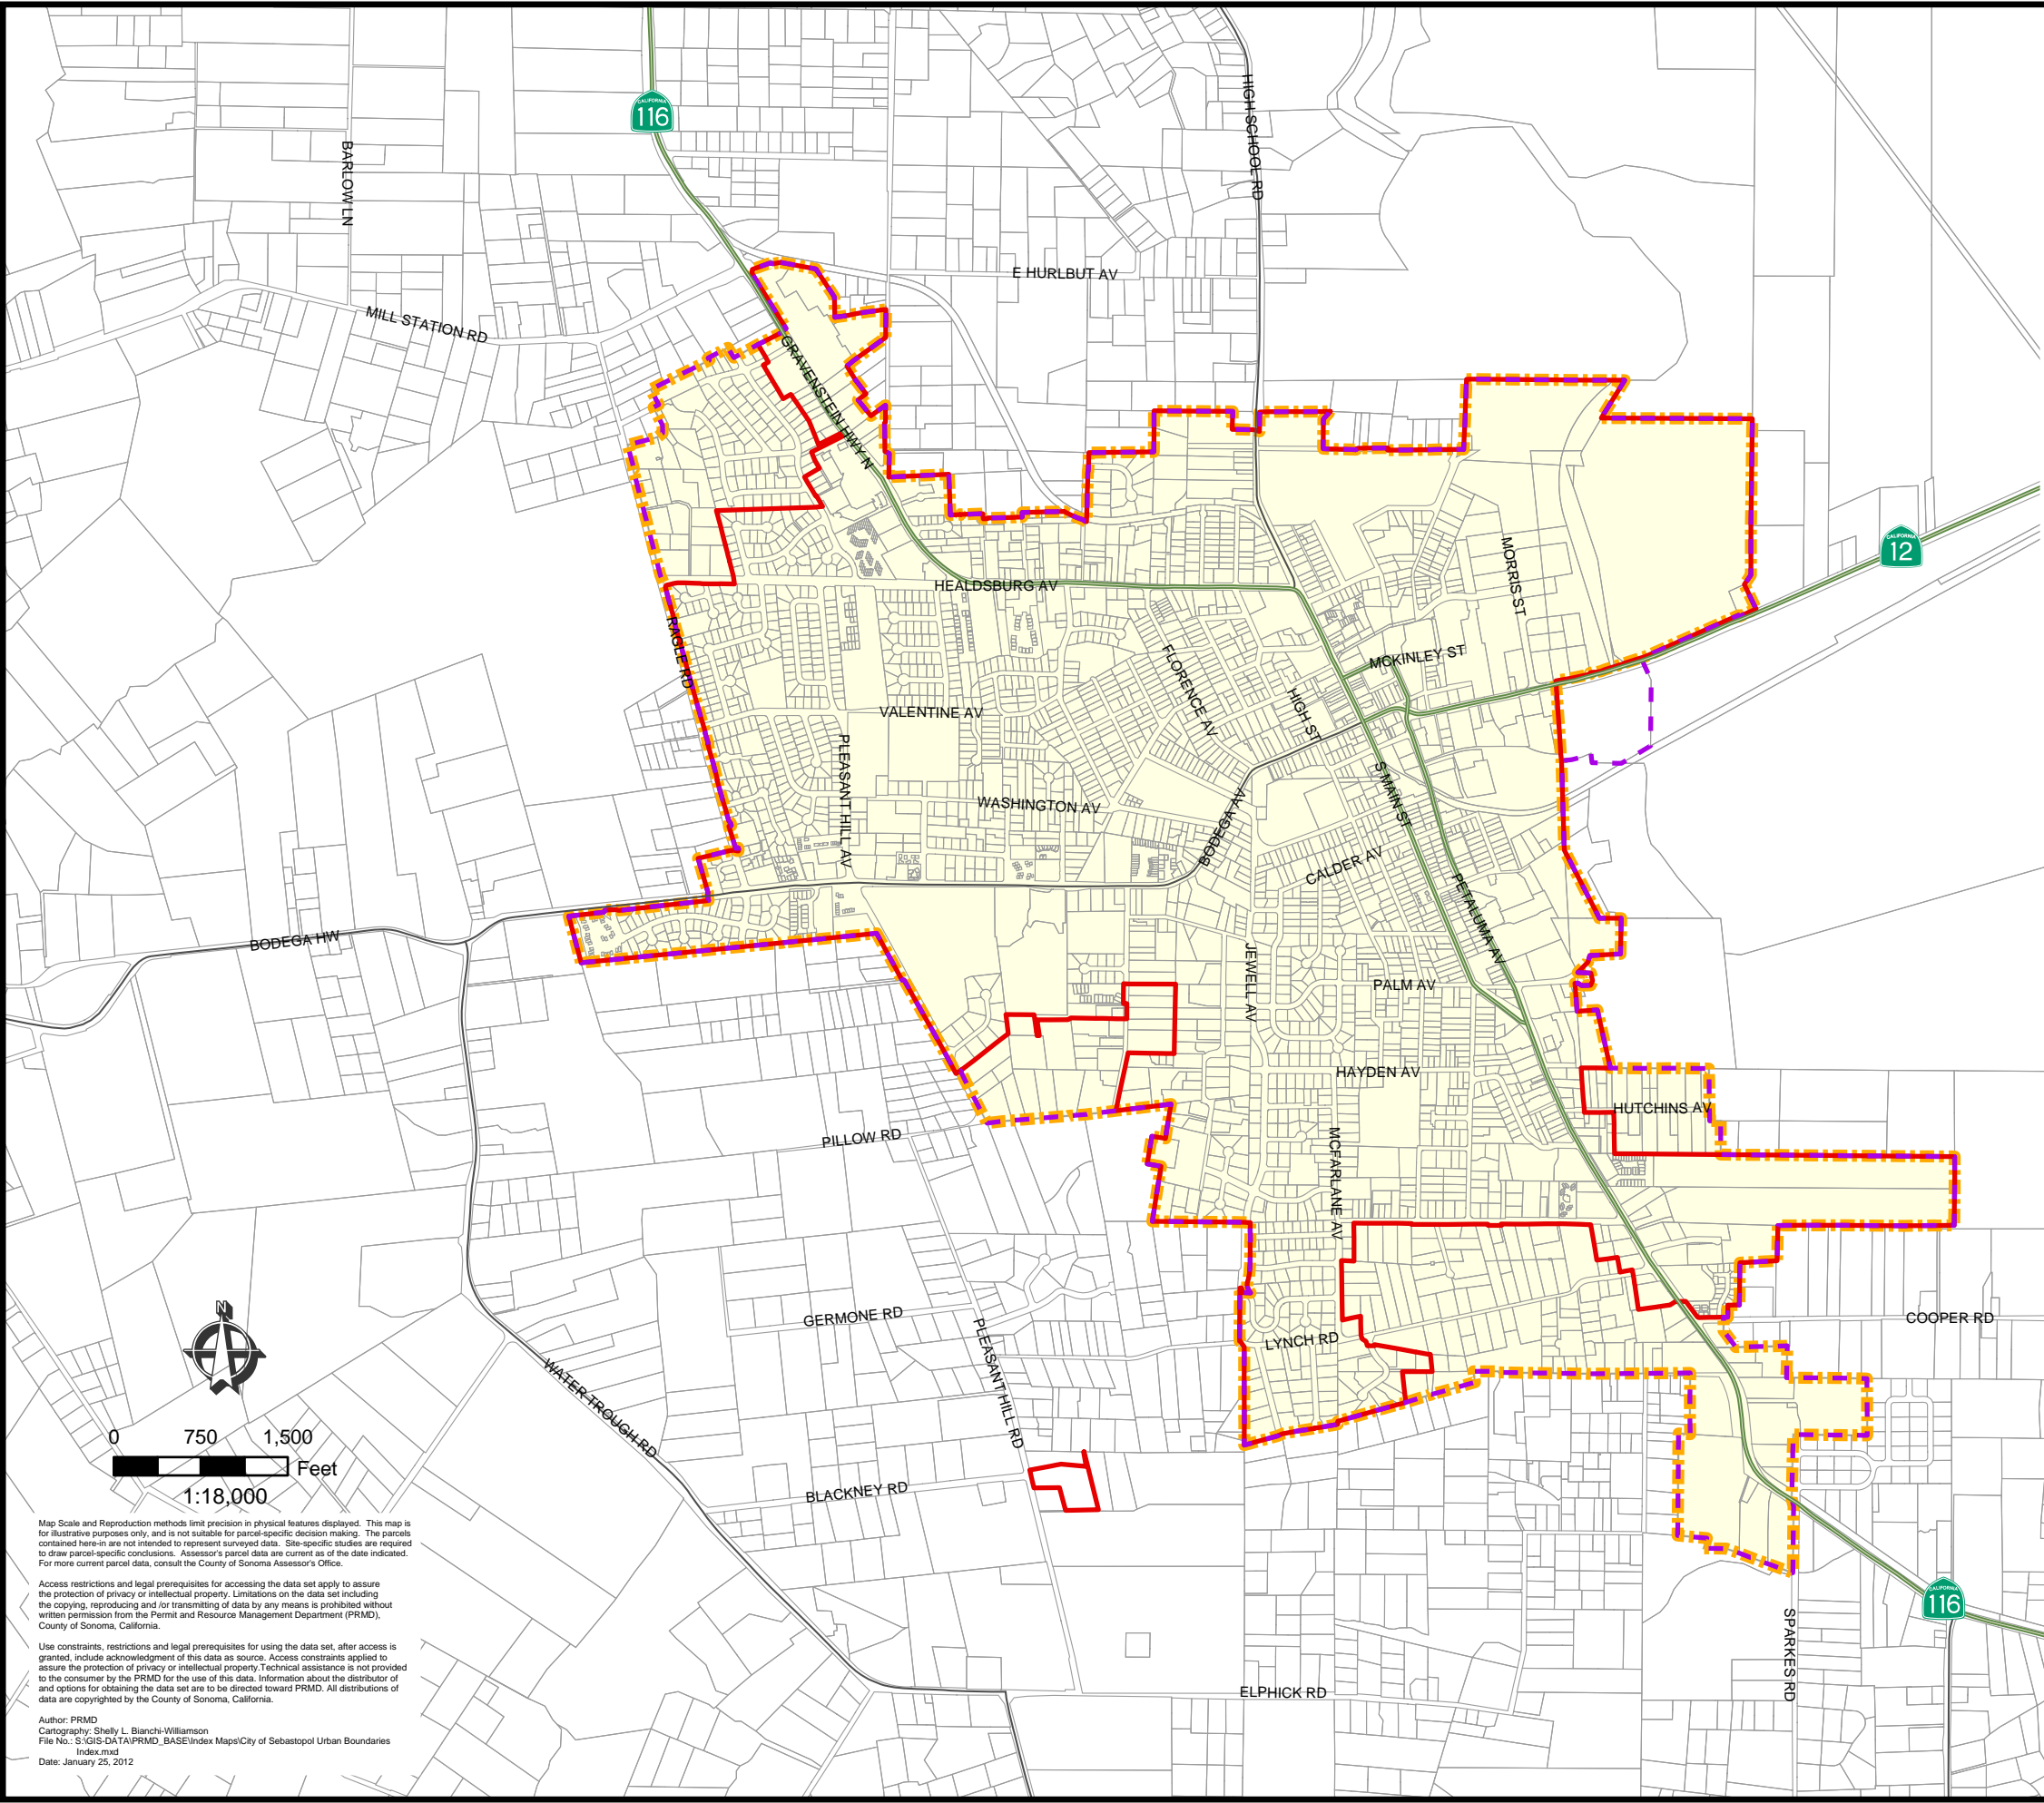 CALIFORNIA
116
HIGH SCHOOL RD
BARLOW LN
E HURLBUT AV
MILL STATION RD
GRAVENSTEIN HWY N
CALIFORNIA
12
MORRIS ST
HEALDSBURG AV
RAGLE RD
MCKINLEY ST
FLORENCE AV
HIGH ST
VALENTINE AV
PLEASANT HILL AV
S MAIN ST
WASHINGTON AV
BODEGA AV
CALDER AV
PETALUMA AV
BODEGA HW
JEWELL AV
PALM AV
HAYDEN AV
HUTCHINS AV
PILLOW RD
MCFARLANE AV
GERMONE RD
COOPER RD
LYNCH RD
PLEASANT HILL RD
WATER TROUGH RD
N
0 750 1,500
Feet
1:18,000
BLACKNEY RD
CALIFORNIA
116
SPARKES RD
ELPHICK RD
Map Scale and Reproduction methods limit precision in physical features displayed. This map is
for illustrative purposes only, and is not suitable for parcel-specific decision making. The parcels
contained here-in are not intended to represent surveyed data. Site-specific studies are required
to draw parcel-specific conclusions. Assessor's parcel data are current as of the date indicated.
For more current parcel data, consult the County of Sonoma Assessor's Office.
Access restrictions and legal prerequisites for accessing the data set apply to assure
the protection of privacy or intellectual property. Limitations on the data set including
the copying, reproducing and /or transmitting of data by any means is prohibited without
written permission from the Permit and Resource Management Department (PRMD),
County of Sonoma, California.
Use constraints, restrictions and legal prerequisites for using the data set, after access is
granted, include acknowledgment of this data as source. Access constraints applied to
assure the protection of privacy or intellectual property.Technical assistance is not provided
to the consumer by the PRMD for the use of this data. Information about the distributor of
and options for obtaining the data set are to be directed toward PRMD. All distributions of
data are copyrighted by the County of Sonoma, California.
Author: PRMD
Cartography: Shelly L. Bianchi-Williamson
File No.: S:\GIS-DATA\PRMD_BASE\Index Maps\City of Sebastopol Urban Boundaries
Index.mxd
Date: January 25, 2012